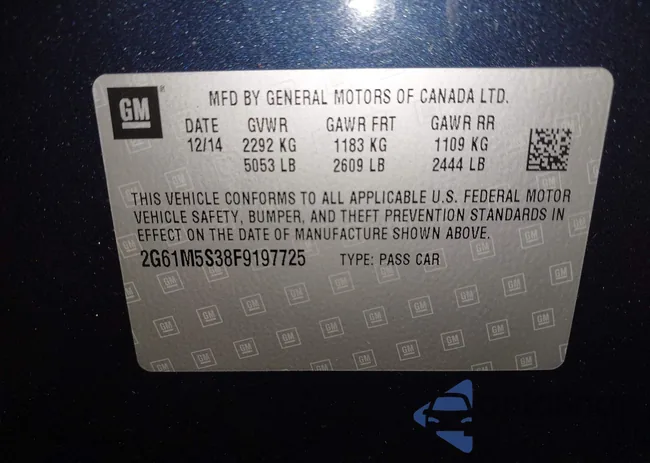 GM
MFD BY GENERAL MOTORS OF CANADA LTD.
DATE GVWR GAWR FRT GAWR RR
12/14 2292 KG 1183 KG 1109 KG
5053 LB 2609 LB 2444 LB
THIS VEHICLE CONFORMS TO ALL APPLICABLE U.S. FEDERAL MOTOR
VEHICLE SAFETY, BUMPER, AND THEFT PREVENTION STANDARDS IN
EFFECT ON THE DATE OF MANUFACTURE SHOWN ABOVE.
2G61M5S38F9197725 TYPE: PASS CAR